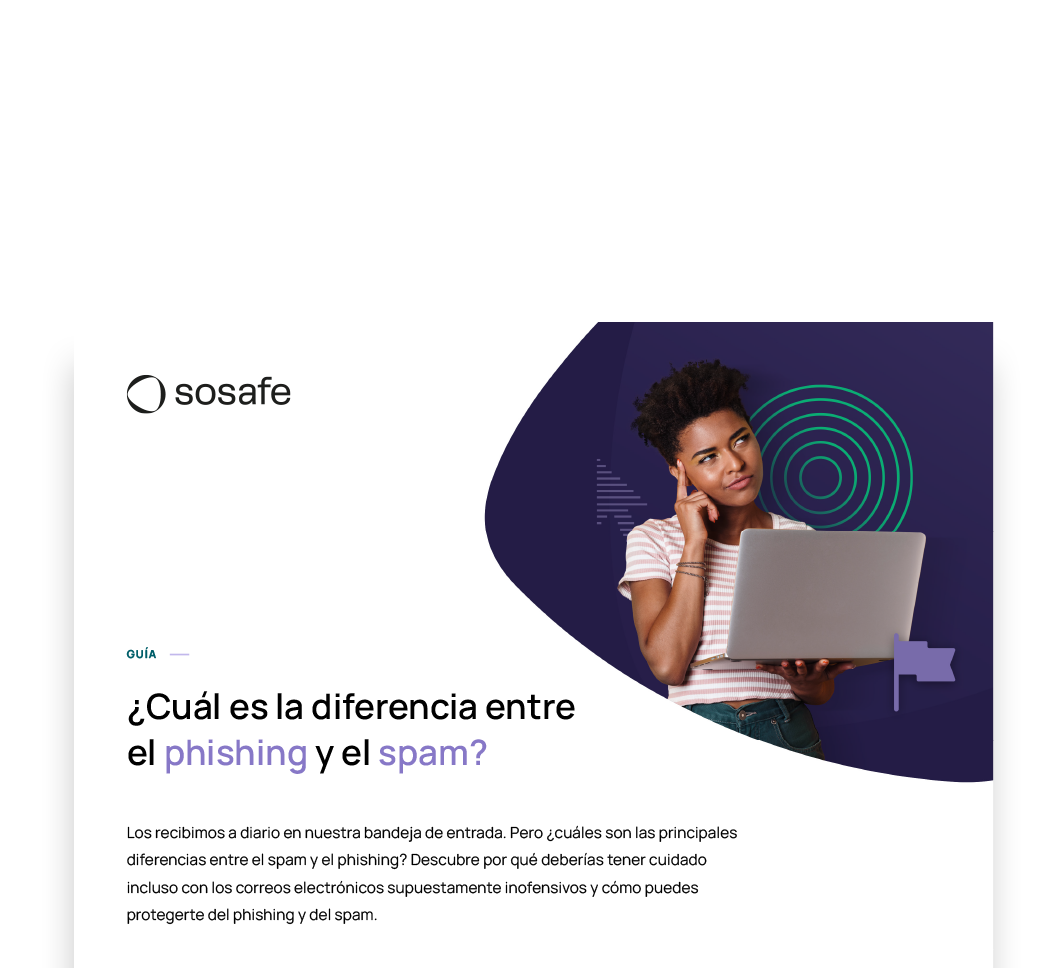 sosafe
GUÍA
¿Cuál es la diferencia entre
el phishing y el spam?
Los recibimos a diario en nuestra bandeja de entrada. Pero ¿cuáles son las principales
diferencias entre el spam y el phishing? Descubre por qué deberías tener cuidado
incluso con los correos electrónicos supuestamente inofensivos y cómo puedes
protegerte del phishing y del spam.